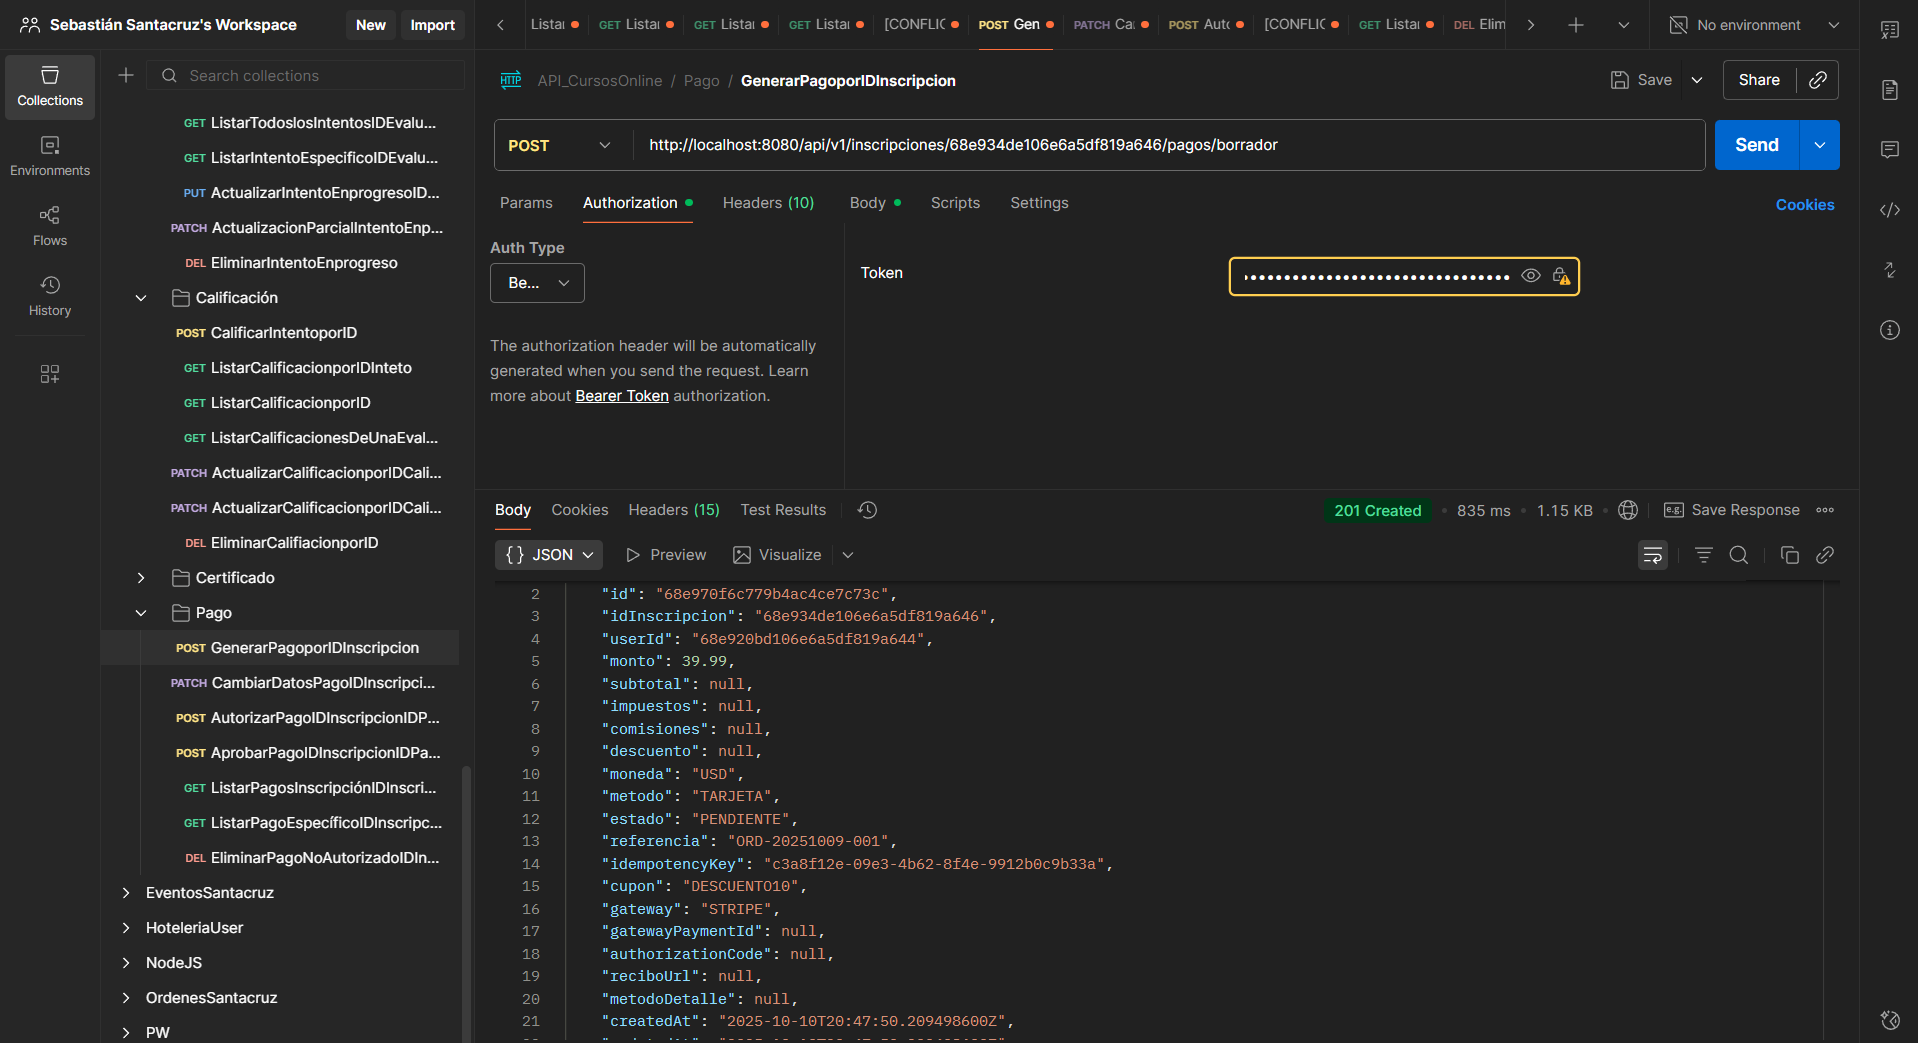 Sebastián Santacruz's Workspace
New
Import
Listar
GET Listar
GET Listar
GET Listar
[CONFLIC
POST Gen
PATCH Ca
POST Auto
[CONFLIC
GET Listar
DEL Elim
No environment
Collections
Environments
Flows
History
Search collections
GET ListarTodoslosIntentosIDEvalu...
GET ListarIntentoEspecificoIDEvalu...
PUT ActualizarIntentoEnprogresoID...
PATCH ActualizacionParcialIntentoEnp...
DEL EliminarIntentoEnprogreso
Calificación
POST CalificarIntentoporID
GET ListarCalificacionporIDInteto
GET ListarCalificacionporID
GET ListarCalificacionesDeUnaEval...
PATCH ActualizarCalificacionporIDCali...
PATCH ActualizarCalificacionporIDCali...
DEL EliminarCalifiacionporID
Certificado
Pago
POST GenerarPagoporIDInscripcion
PATCH CambiarDatosPagoIDInscripci...
POST AutorizarPagoIDInscripcionIDP...
POST AprobarPagoIDInscripcionIDPa...
GET ListarPagosInscripciónIDInscri...
GET ListarPagoEspecíficoIDInscripc...
DEL EliminarPagoNoAutorizadoIDIn...
EventosSantacruz
HoteleriaUser
NodeJS
OrdenesSantacruz
PW
HTTP API_CursosOnline / Pago / GenerarPagoporIDInscripcion
Save
Share
POST
http://localhost:8080/api/v1/inscripciones/68e934de106e6a5df819a646/pagos/borrador
Send
Params
Authorization
Headers (10)
Body
Scripts
Settings
Cookies
Auth Type
Be...
The authorization header will be automatically
generated when you send the request. Learn
more about Bearer Token authorization.
Token
Body
Cookies
Headers (15)
Test Results
201 Created
835 ms
1.15 KB
e.g.
Save Response
{} JSON
Preview
Visualize
2 "id": "68e970f6c779b4ac4ce7c73c",
3 "idInscripcion": "68e934de106e6a5df819a646",
4 "userId": "68e920bd106e6a5df819a644",
5 "monto": 39.99,
6 "subtotal": null,
7 "impuestos": null,
8 "comisiones": null,
9 "descuento": null,
10 "moneda": "USD",
11 "metodo": "TARJETA",
12 "estado": "PENDIENTE",
13 "referencia": "ORD-20251009-001",
14 "idempotencyKey": "c3a8f12e-09e3-4b62-8f4e-9912b0c9b33a",
15 "cupon": "DESCUENTO10",
16 "gateway": "STRIPE",
17 "gatewayPaymentId": null,
18 "authorizationCode": null,
19 "reciboUrl": null,
20 "metodoDetalle": null,
21 "createdAt": "2025-10-10T20:47:50.209498600Z",